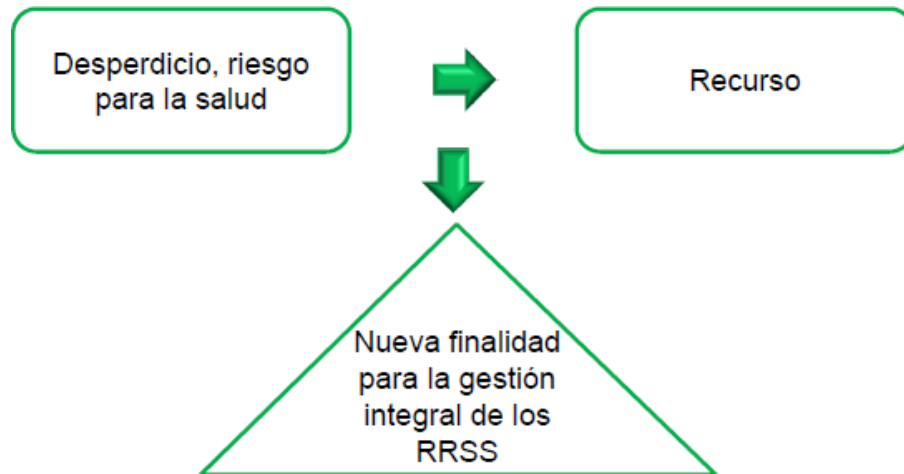 Desperdicio, riesgo
para la salud
Recurso
Nueva finalidad
para la gestión
integral de los
RRSS